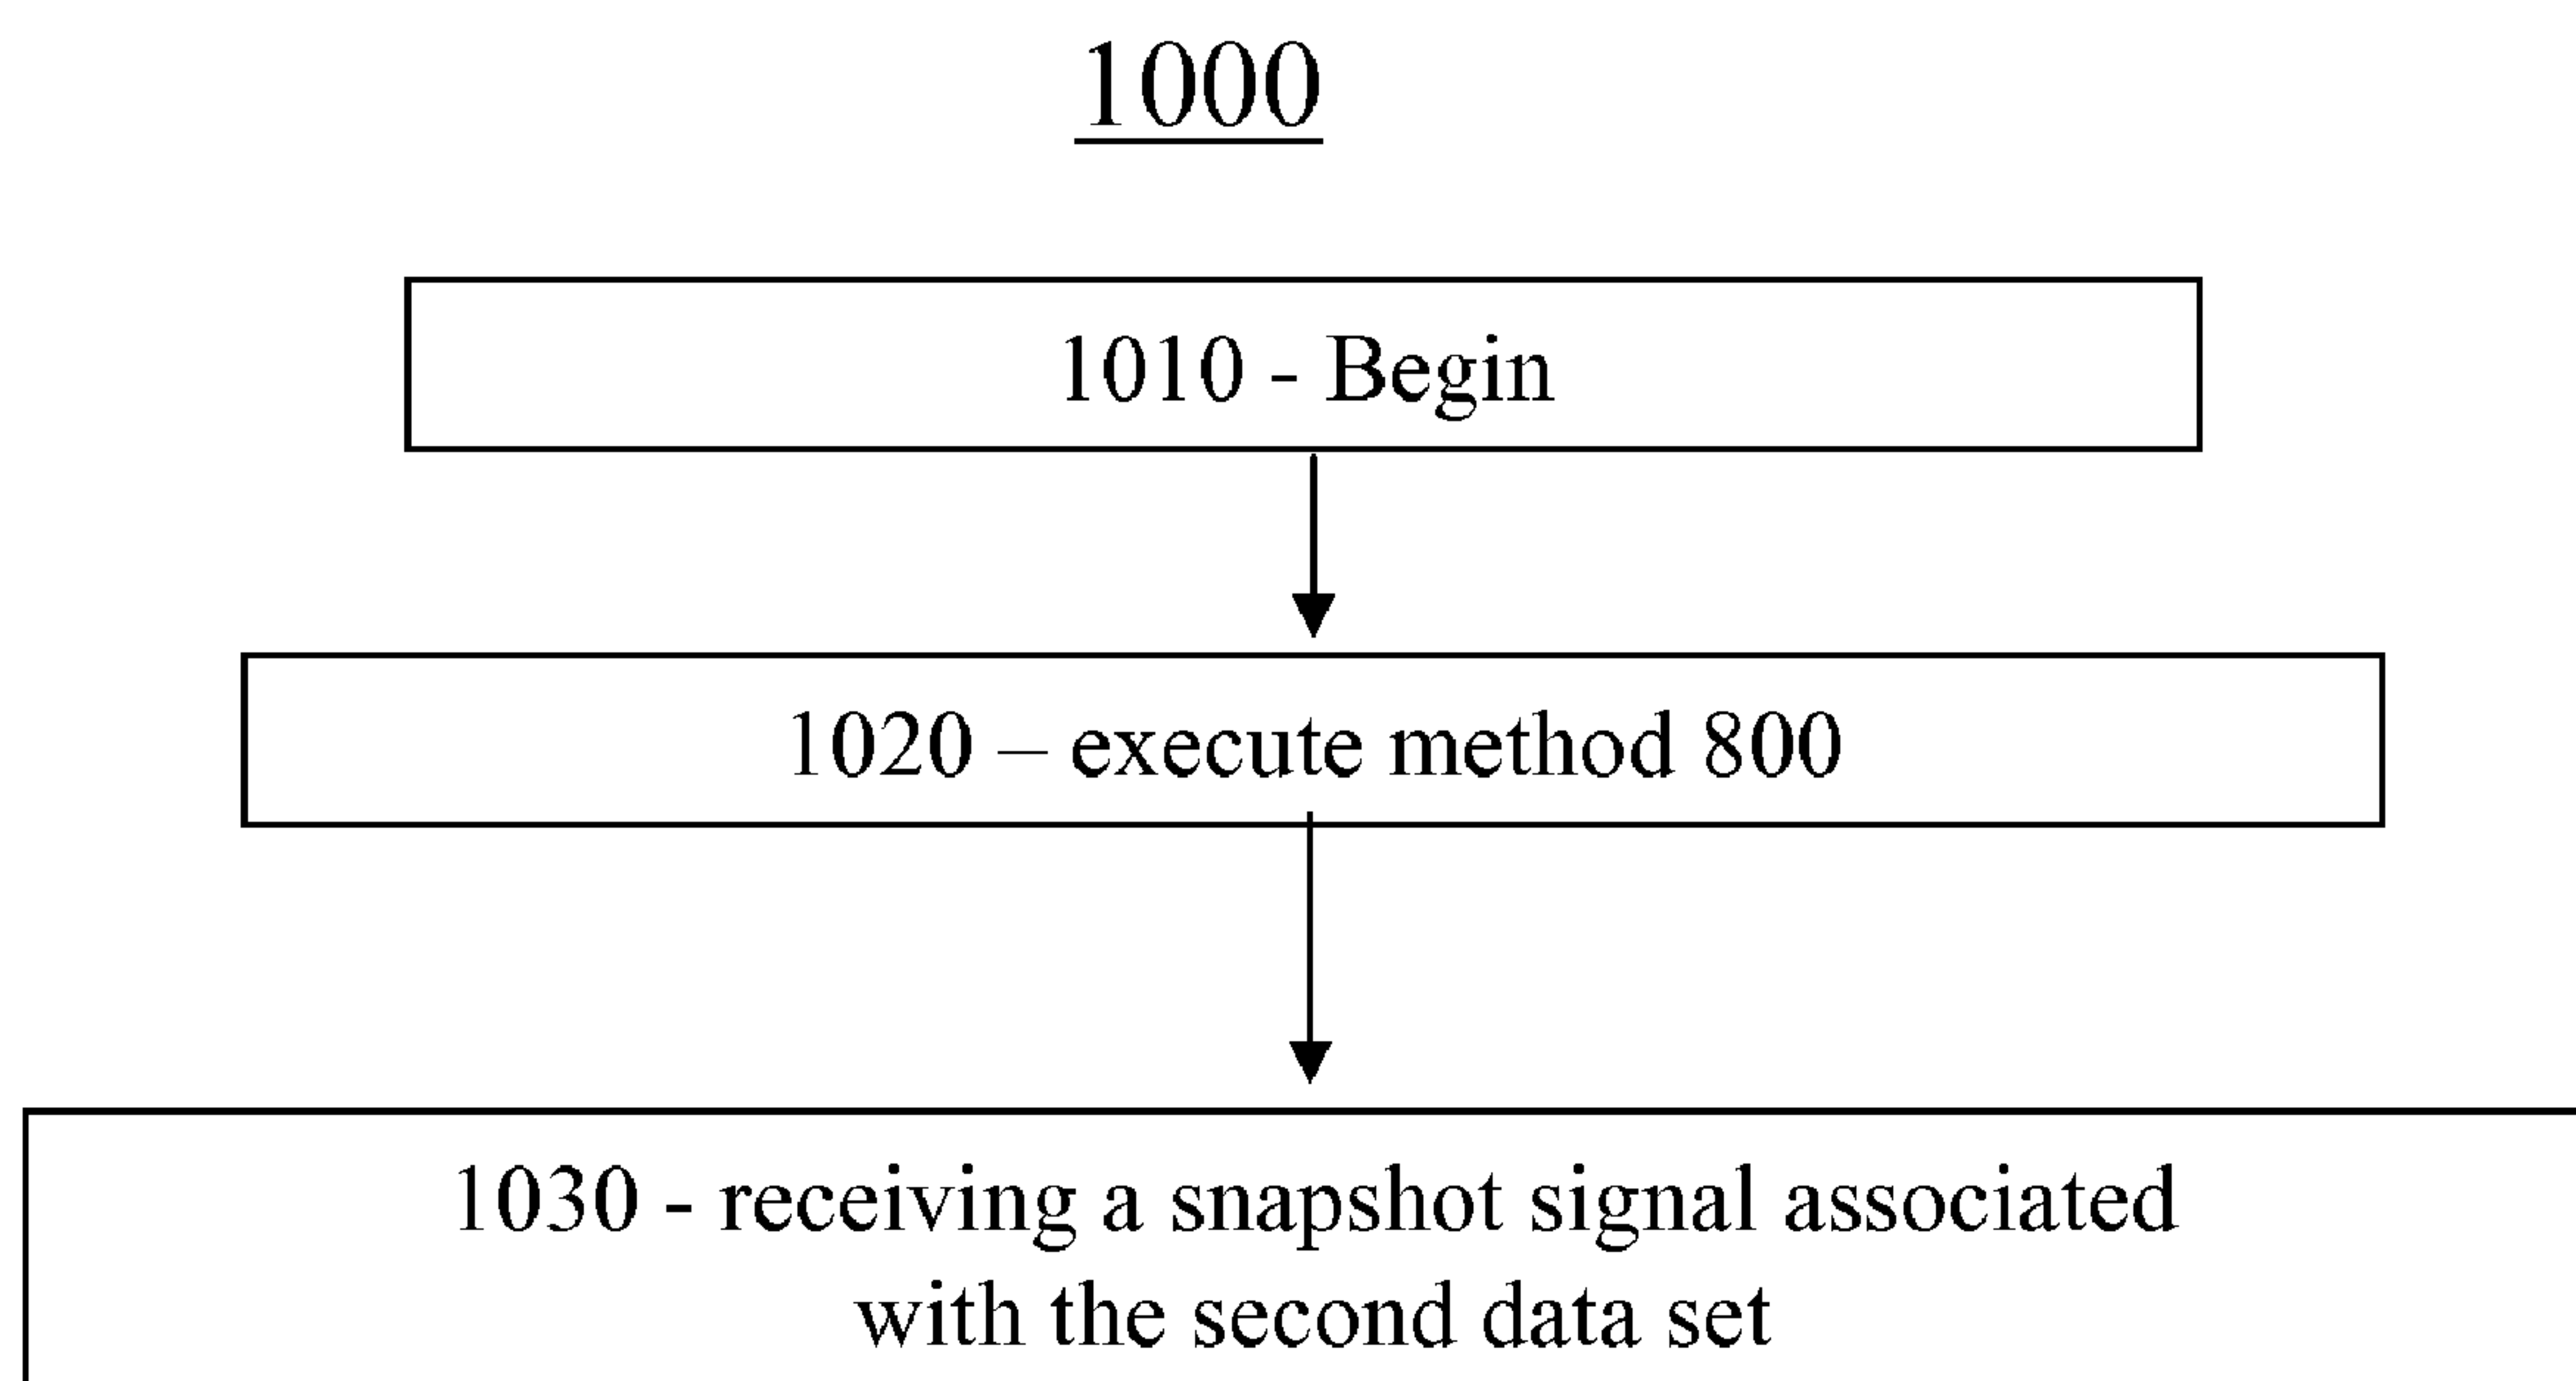 1000
1010 - Begin
1020 – execute method 800
1030 - receiving a snapshot signal associated
with the second data set